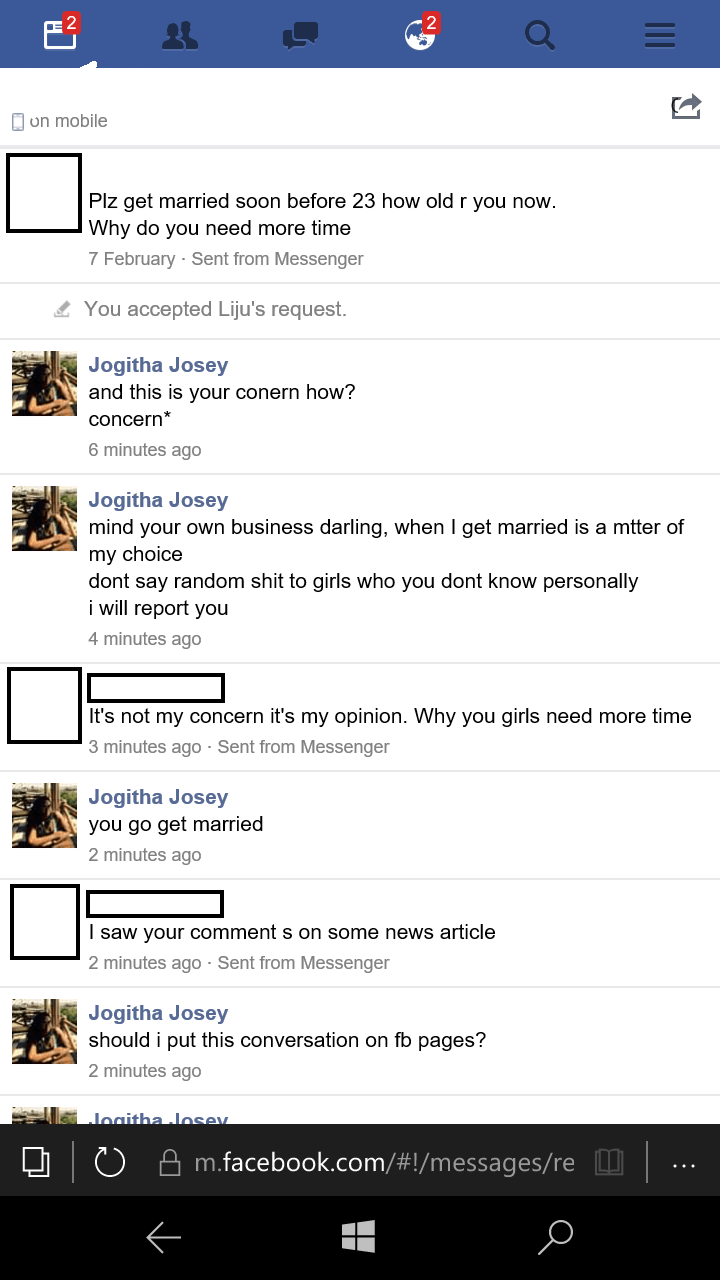 2
2
on mobile
Plz get married soon before 23 how old r you now.
Why do you need more time
7 February · Sent from Messenger
You accepted Liju's request.
Jogitha Josey
and this is your conern how?
concern*
6 minutes ago
Jogitha Josey
mind your own business darling, when I get married is a mtter of
my choice
dont say random shit to girls who you dont know personally
i will report you
4 minutes ago
It's not my concern it's my opinion. Why you girls need more time
3 minutes ago · Sent from Messenger
Jogitha Josey
you go get married
2 minutes ago
I saw your comment s on some news article
2 minutes ago · Sent from Messenger
Jogitha Josey
should i put this conversation on fb pages?
2 minutes ago
Jogitha Josey
m.facebook.com/#!/messages/re